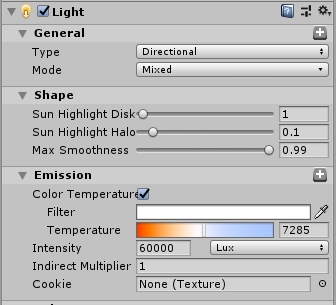 Light
General
Type Directional
Mode Mixed
Shape
Sun Highlight Disk 1
Sun Highlight Halo 0.1
Max Smoothness 0.99
Emission
Color Temperature
Filter
Temperature 7285
Intensity 60000 Lux
Indirect Multiplier 1
Cookie None (Texture)